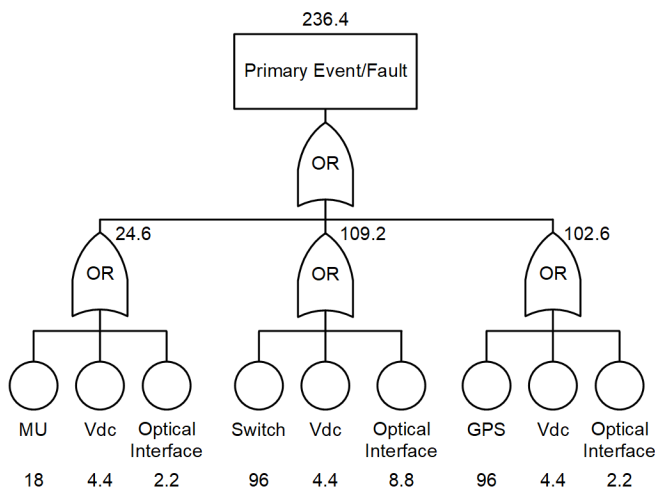 236.4
Primary Event/Fault
OR
24.6
109.2
102.6
OR
OR
OR
MU
Vdc
Optical
Interface
Switch
Vdc
Optical
Interface
GPS
Vdc
Optical
Interface
18
4.4
2.2
96
4.4
8.8
96
4.4
2.2